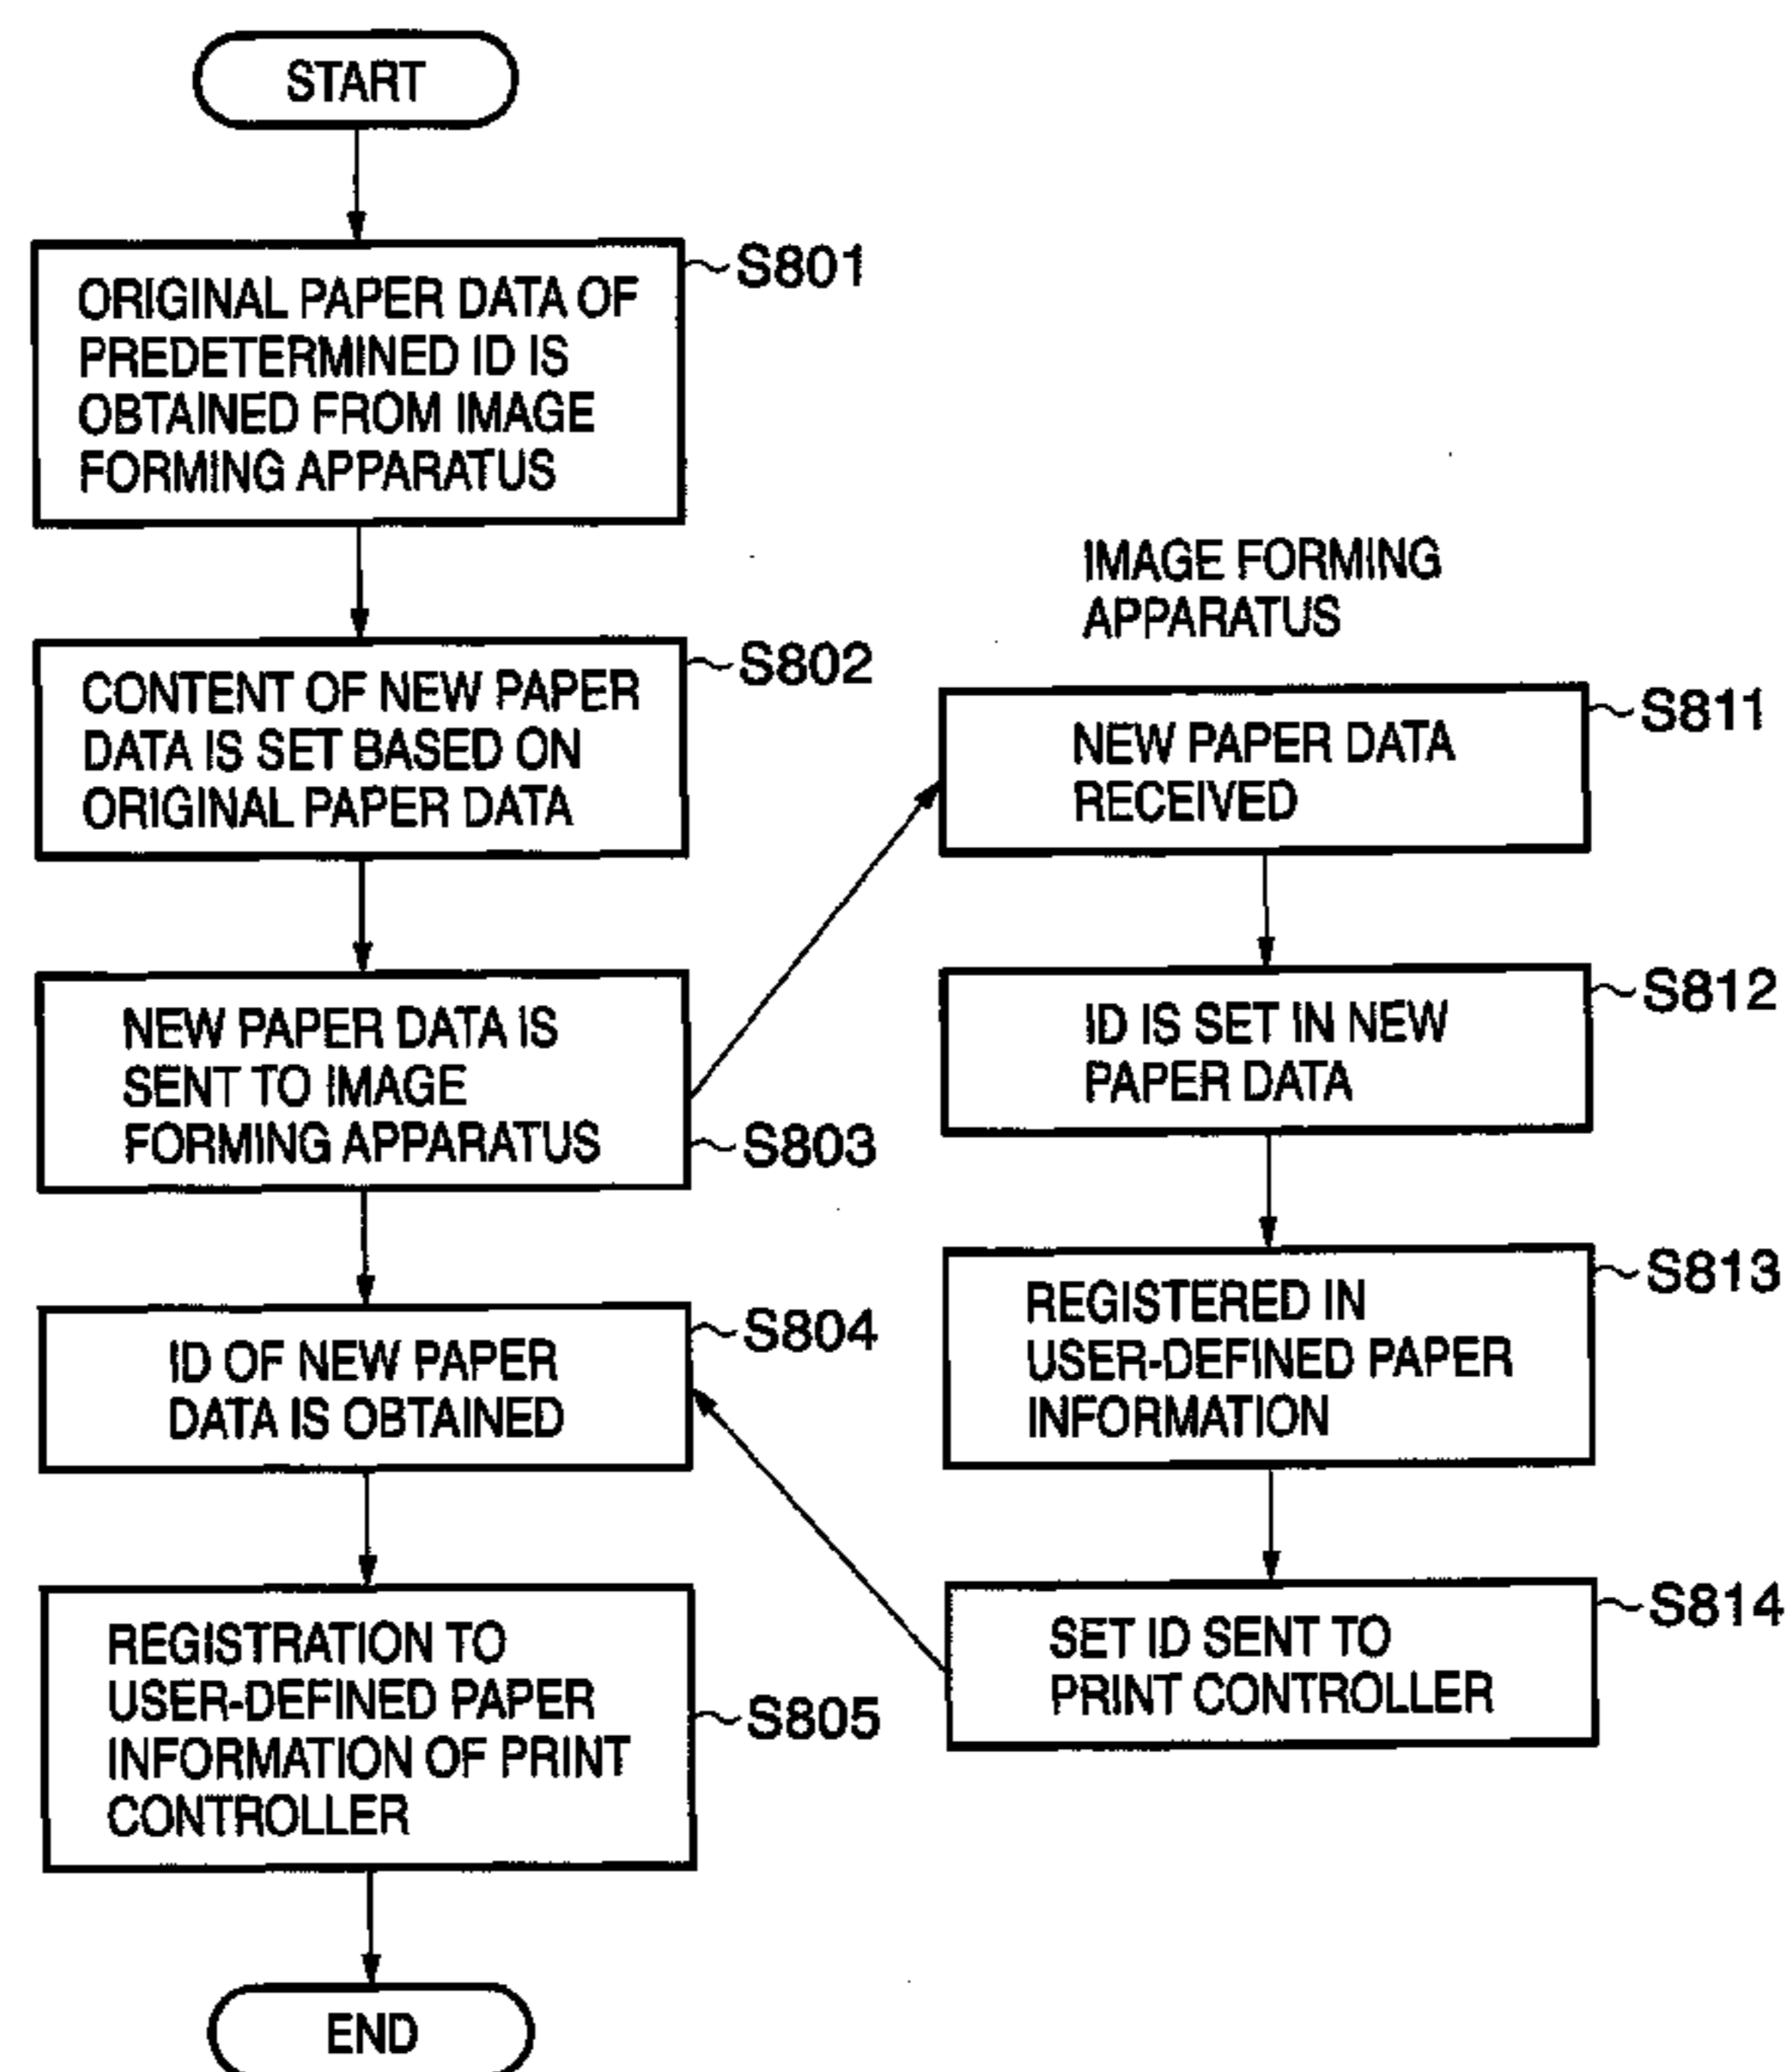 START
S801
ORIGINAL PAPER DATA OF
PREDETERMINED ID IS
OBTAINED FROM IMAGE
FORMING APPARATUS
S802
CONTENT OF NEW PAPER
DATA IS SET BASED ON
ORIGINAL PAPER DATA
NEW PAPER DATA IS
SENT TO IMAGE
FORMING APPARATUS
S803
S804
ID OF NEW PAPER
DATA IS OBTAINED
REGISTRATION TO
USER-DEFINED PAPER
INFORMATION OF PRINT
CONTROLLER
S805
END
IMAGE FORMING
APPARATUS
S811
NEW PAPER DATA
RECEIVED
S812
ID IS SET IN NEW
PAPER DATA
S813
REGISTERED IN
USER-DEFINED PAPER
INFORMATION
S814
SET ID SENT TO
PRINT CONTROLLER